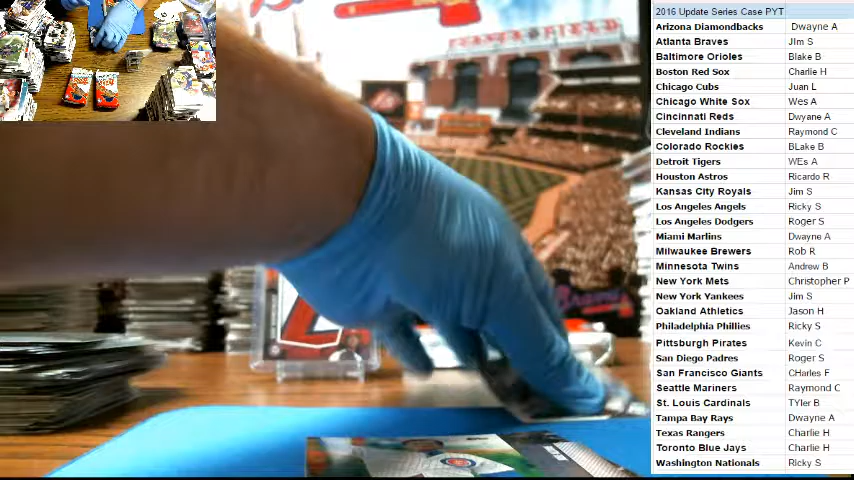 2016 Update Series Case PYT
Arizona Diamondbacks Dwayne A
Atlanta Braves JIm S
Baltimore Orioles Blake B
Boston Red Sox Charlie H
Chicago Cubs Juan L
Chicago White Sox Wes A
Cincinnati Reds Dwyane A
Cleveland Indians Raymond C
Colorado Rockies BLake B
Detroit Tigers WEs A
Houston Astros Ricardo R
Kansas City Royals Jim S
Los Angeles Angels Ricky S
Los Angeles Dodgers Roger S
Miami Marlins Dwayne A
Milwaukee Brewers Rob R
Minnesota Twins Andrew B
New York Mets Christopher P
New York Yankees Jim S
Oakland Athletics Jason H
Philadelphia Phillies Ricky S
Pittsburgh Pirates Kevin C
San Diego Padres Roger S
San Francisco Giants CHarles F
Seattle Mariners Raymond C
St. Louis Cardinals TYler B
Tampa Bay Rays Dwayne A
Texas Rangers Charlie H
Toronto Blue Jays Charlie H
Washington Nationals Ricky S
TURNER FIELD
Braves